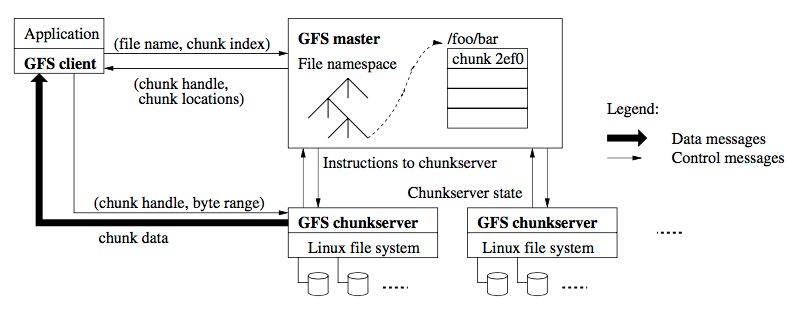 Application
GFS client
(file name, chunk index)
(chunk handle,
chunk locations)
GFS master
File namespace
/foo/bar
chunk 2ef0
Legend:
Data messages
Control messages
Instructions to chunkserver
Chunkserver state
(chunk handle, byte range)
chunk data
GFS chunkserver
Linux file system
GFS chunkserver
Linux file system